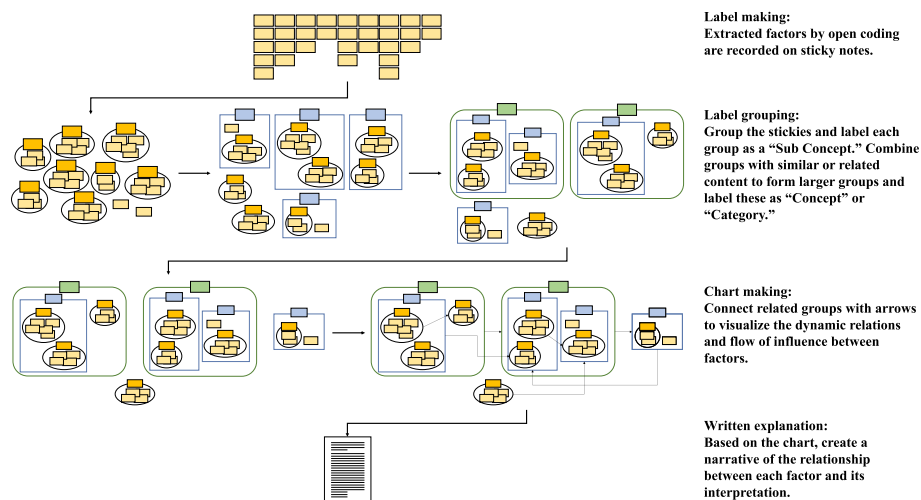 Label making:
Extracted factors by open coding
are recorded on sticky notes.
Label grouping:
Group the stickies and label each
group as a “Sub Concept.” Combine
groups with similar or related
content to form larger groups and
label these as “Concept” or
“Category.”
Chart making:
Connect related groups with arrows
to visualize the dynamic relations
and flow of influence between
factors.
Written explanation:
Based on the chart, create a
narrative of the relationship
between each factor and its
interpretation.